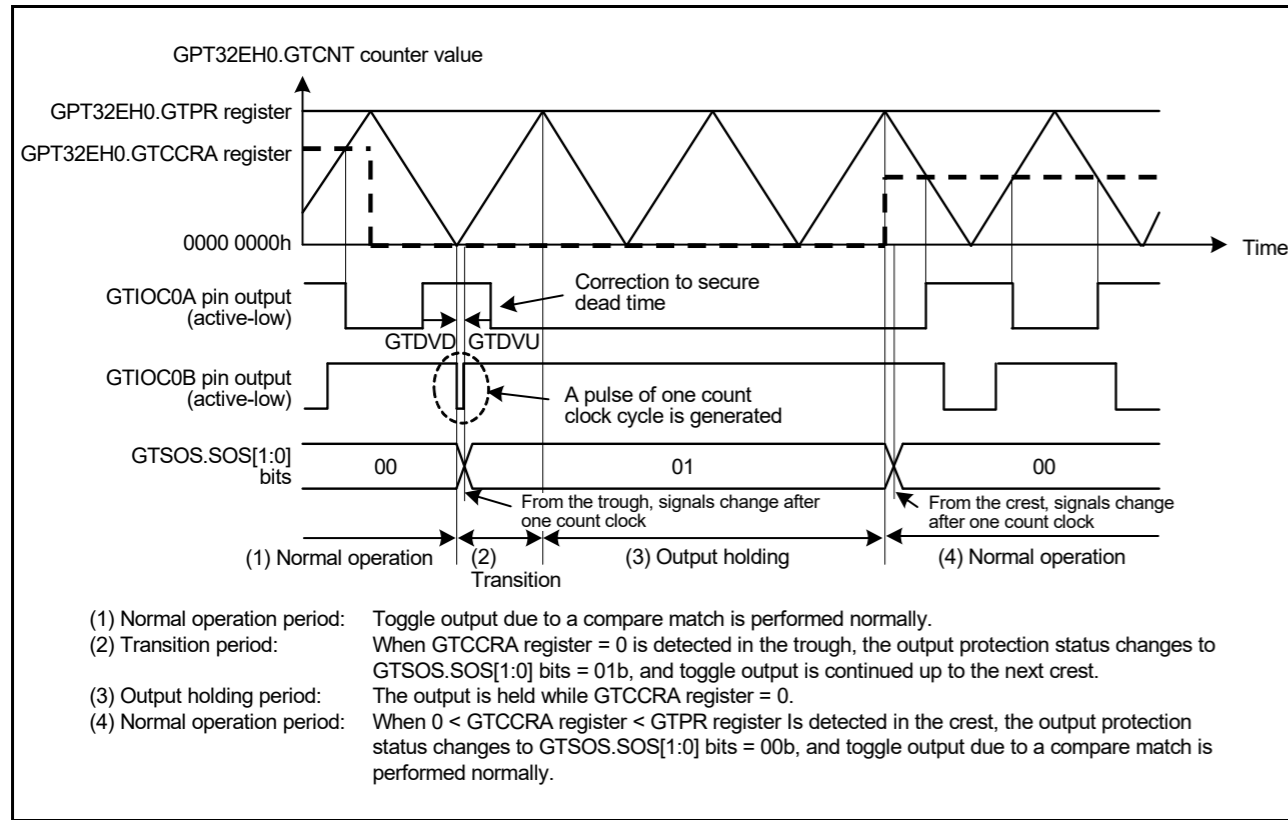 GPT32EH0.GTCNT counter value
GPT32EH0.GTPR register
GPT32EH0.GTCCRA register
0000 0000h
Time
GTIOC0A pin output
(active-low)
Correction to secure
dead time
GTDVD
GTDVU
GTIOC0B pin output
(active-low)
A pulse of one count
clock cycle is generated
GTSOS.SOS[1:0]
bits
00
01
00
From the trough, signals change after
one count clock
From the crest, signals change
after one count clock
(1) Normal operation
(2)
Transition
(3) Output holding
(4) Normal operation
(1) Normal operation period: Toggle output due to a compare match is performed normally.
(2) Transition period: When GTCCRA register = 0 is detected in the trough, the output protection status changes to
GTSOS.SOS[1:0] bits = 01b, and toggle output is continued up to the next crest.
(3) Output holding period: The output is held while GTCCRA register = 0.
(4) Normal operation period: When 0 < GTCCRA register < GTPR register Is detected in the crest, the output protection
status changes to GTSOS.SOS[1:0] bits = 00b, and toggle output due to a compare match is
performed normally.